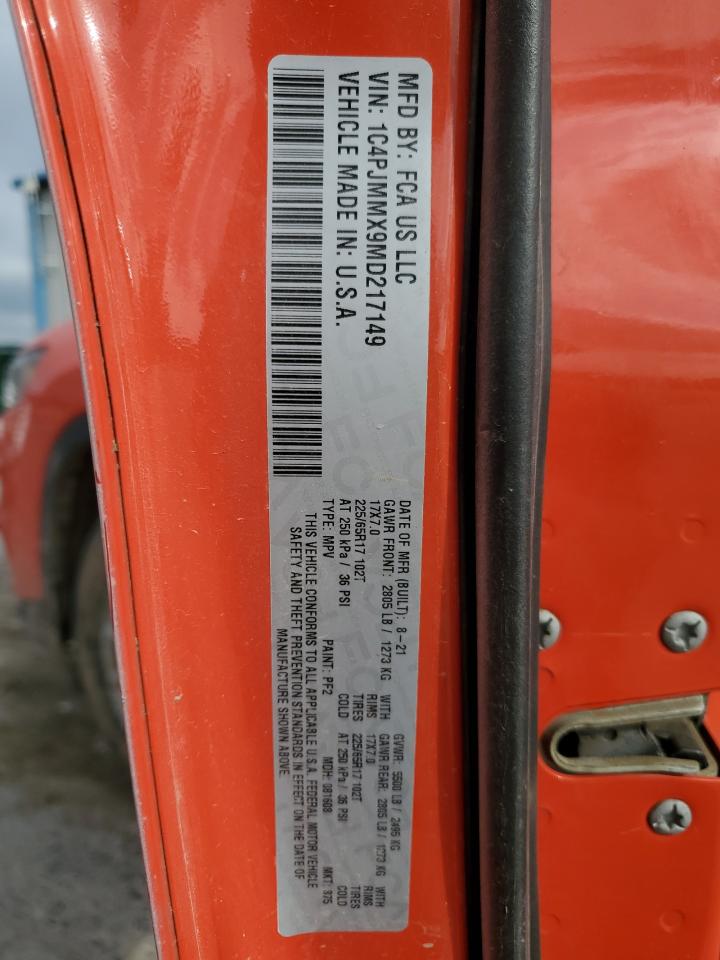 MFD BY: FCA US LLC
VIN: 1C4PJMMX9MD217149
VEHICLE MADE IN: U.S.A.
DATE OF MFR (BUILT): 8-21 GVWR: 5500 LB / 2495 KG
GAWR FRONT: 2805 LB / 1273 KG WITH GAWR REAR: 2805 LB / 1273 KG WITH
17X7.0 RIMS 17X7.0 RIMS
225/65R17 102T TIRES 225/65R17 102T TIRES
AT 250 kPa / 36 PSI COLD AT 250 kPa / 36 PSI COLD
TYPE: MPV PAINT: PF2 MDH: 081608 MKT: 375
THIS VEHICLE CONFORMS TO ALL APPLICABLE U.S.A. FEDERAL MOTOR VEHICLE
SAFETY AND THEFT PREVENTION STANDARDS IN EFFECT ON THE DATE OF
MANUFACTURE SHOWN ABOVE.